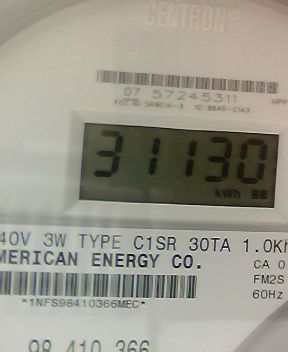 CENTRON®
07 57245311
31130
kWh
40V 3W TYPE C1SR 30TA 1.0Kh
MERICAN ENERGY CO.
CA 0
FM2S
60Hz
*1NFS98410366MEC*
98 410 366